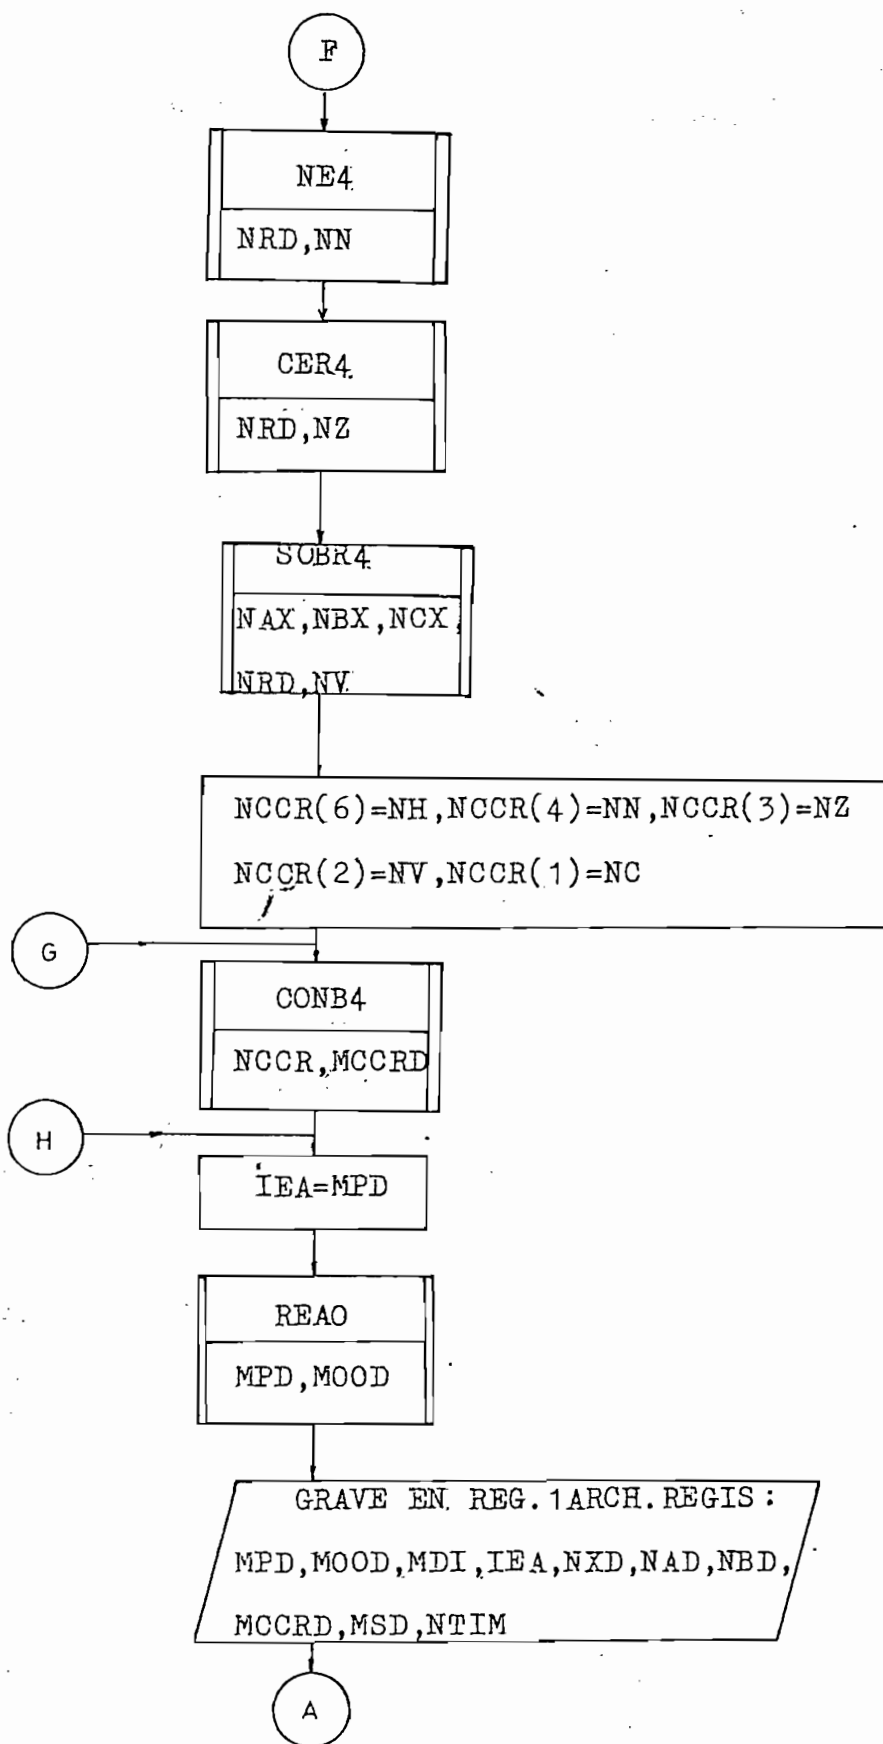 F
NE4
NRD,NN
CER4
NRD,NZ
SOBR4
NAX,NBX,NCX,
NRD,NV
NCCR(6)=NH,NCCR(4)=NN,NCCR(3)=NZ
NCCR(2)=NV,NCCR(1)=NC
G
CONB4
NCCR,MCCRD
H
IEA=MPD
REAO
MPD,MOOD
GRAVE EN REG.1ARCH.REGIS:
MPD,MOOD,MDI,IEA,NXD,NAD,NBD,
MCCRD,MSD,NTIM
A